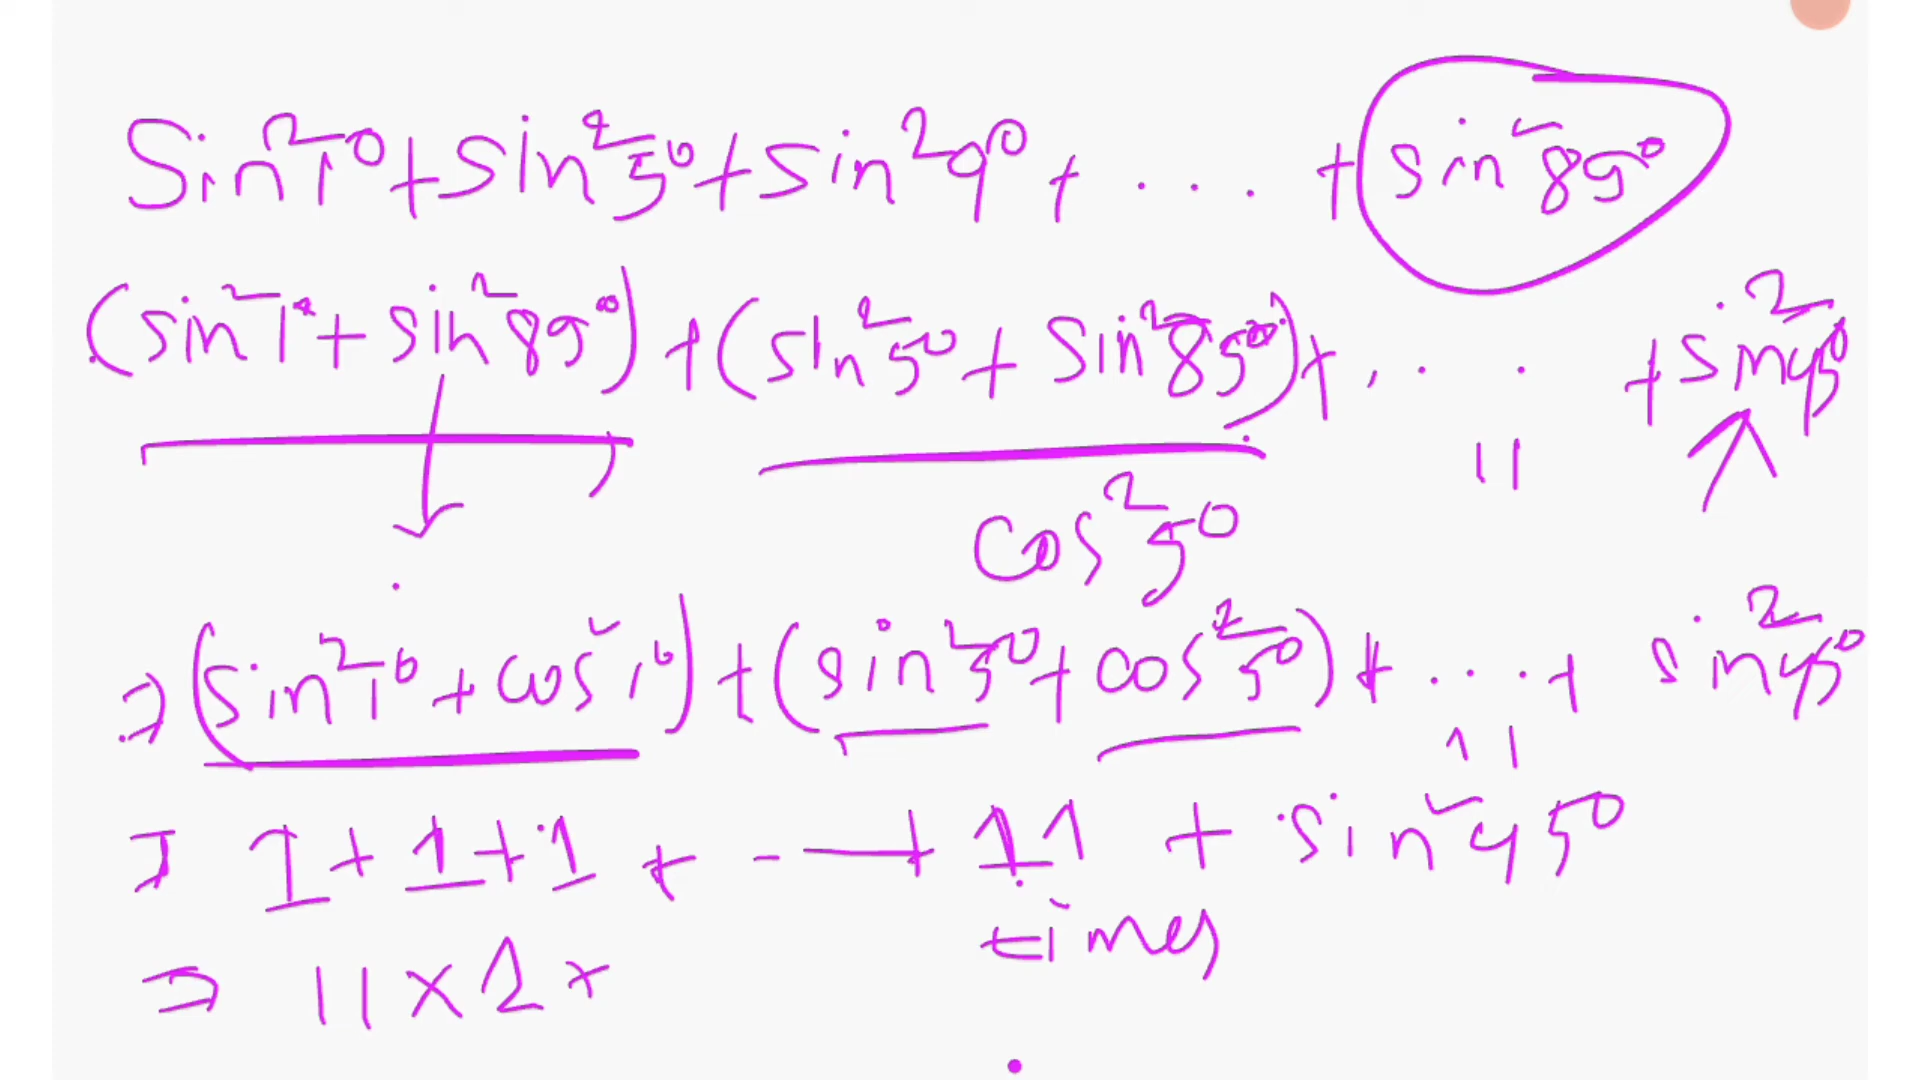 Sin²1° + sin²5° + sin²9° + . . . . + sin²89°
(sin²1° + sin²89°) + (sin²5° + sin²85°) + . . . + sin²45°
11
cos²5°
⇒ (sin²1° + cos²1°) + (sin²5° + cos²5°) + . . . + sin²45°
11
⇒ 1 + 1 + 1 + - — + 11 + sin²45°
times
⇒ 11 × 1 +